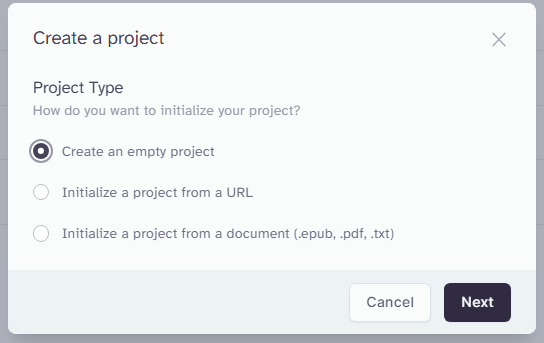 Create a project
Project Type
How do you want to initialize your project?
Create an empty project
Initialize a project from a URL
Initialize a project from a document (.epub, .pdf, .txt)
Cancel
Next